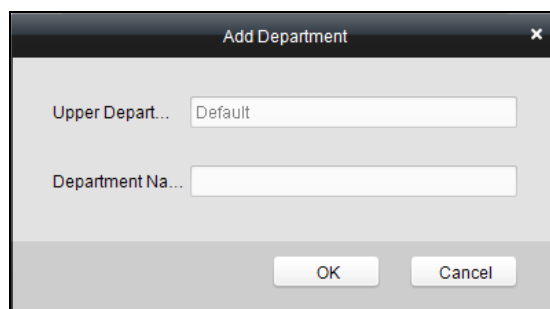 Add Department
Upper Depart... Default
Department Na...
OK Cancel